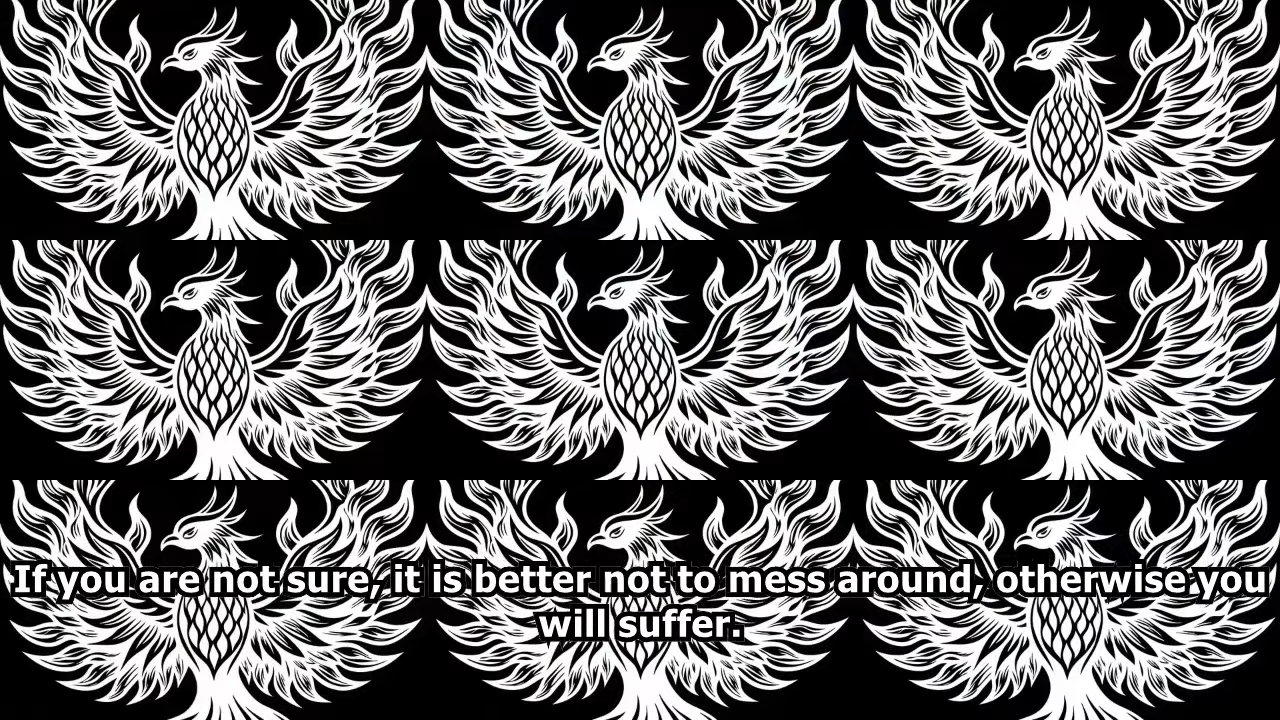 If you are not sure, it is better not to mess around, otherwise you
will suffer.